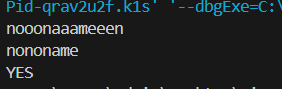 Pid-qrav2u2f.k1s' '--dbgExe=C:\
nooonaaameeen
nononame
YES